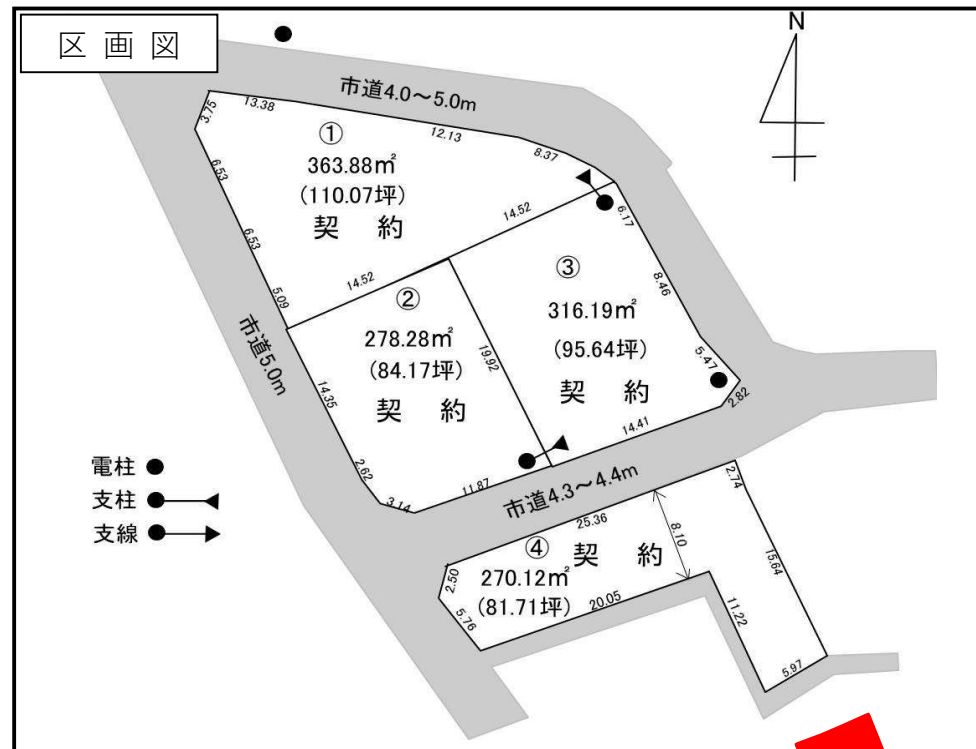 区画図
N
市道4.0～5.0m
3.75
13.38
12.13
8.37
①
363.88㎡
(110.07坪)
契 約
6.53
6.53
5.09
14.52
14.52
6.17
②
278.28㎡
(84.17坪)
契 約
19.92
③
316.19㎡
(95.64坪)
契 約
8.46
5.47
2.82
市道5.0m
14.35
2.62
3.14
11.87
14.41
市道4.3～4.4m
電柱
支柱
支線
25.36
④
契 約
270.12㎡
(81.71坪)
2.50
5.76
20.05
8.10
2.74
15.64
11.22
5.97